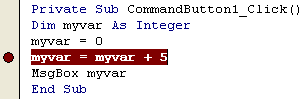 Private Sub CommandButton1_Click()
Dim myvar As Integer
myvar = 0
myvar = myvar + 5
MsgBox myvar
End Sub